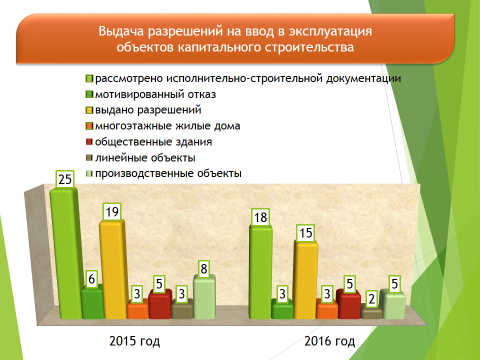 Выдача разрешений на ввод в эксплуатация
объектов капитального строительства
рассмотрено исполнительно-строительной документации
мотивированный отказ
выдано разрешений
многоэтажные жилые дома
общественные здания
линейные объекты
производственные объекты
25
6
19
3
5
3
8
18
3
15
3
5
2
5
2015 год
2016 год